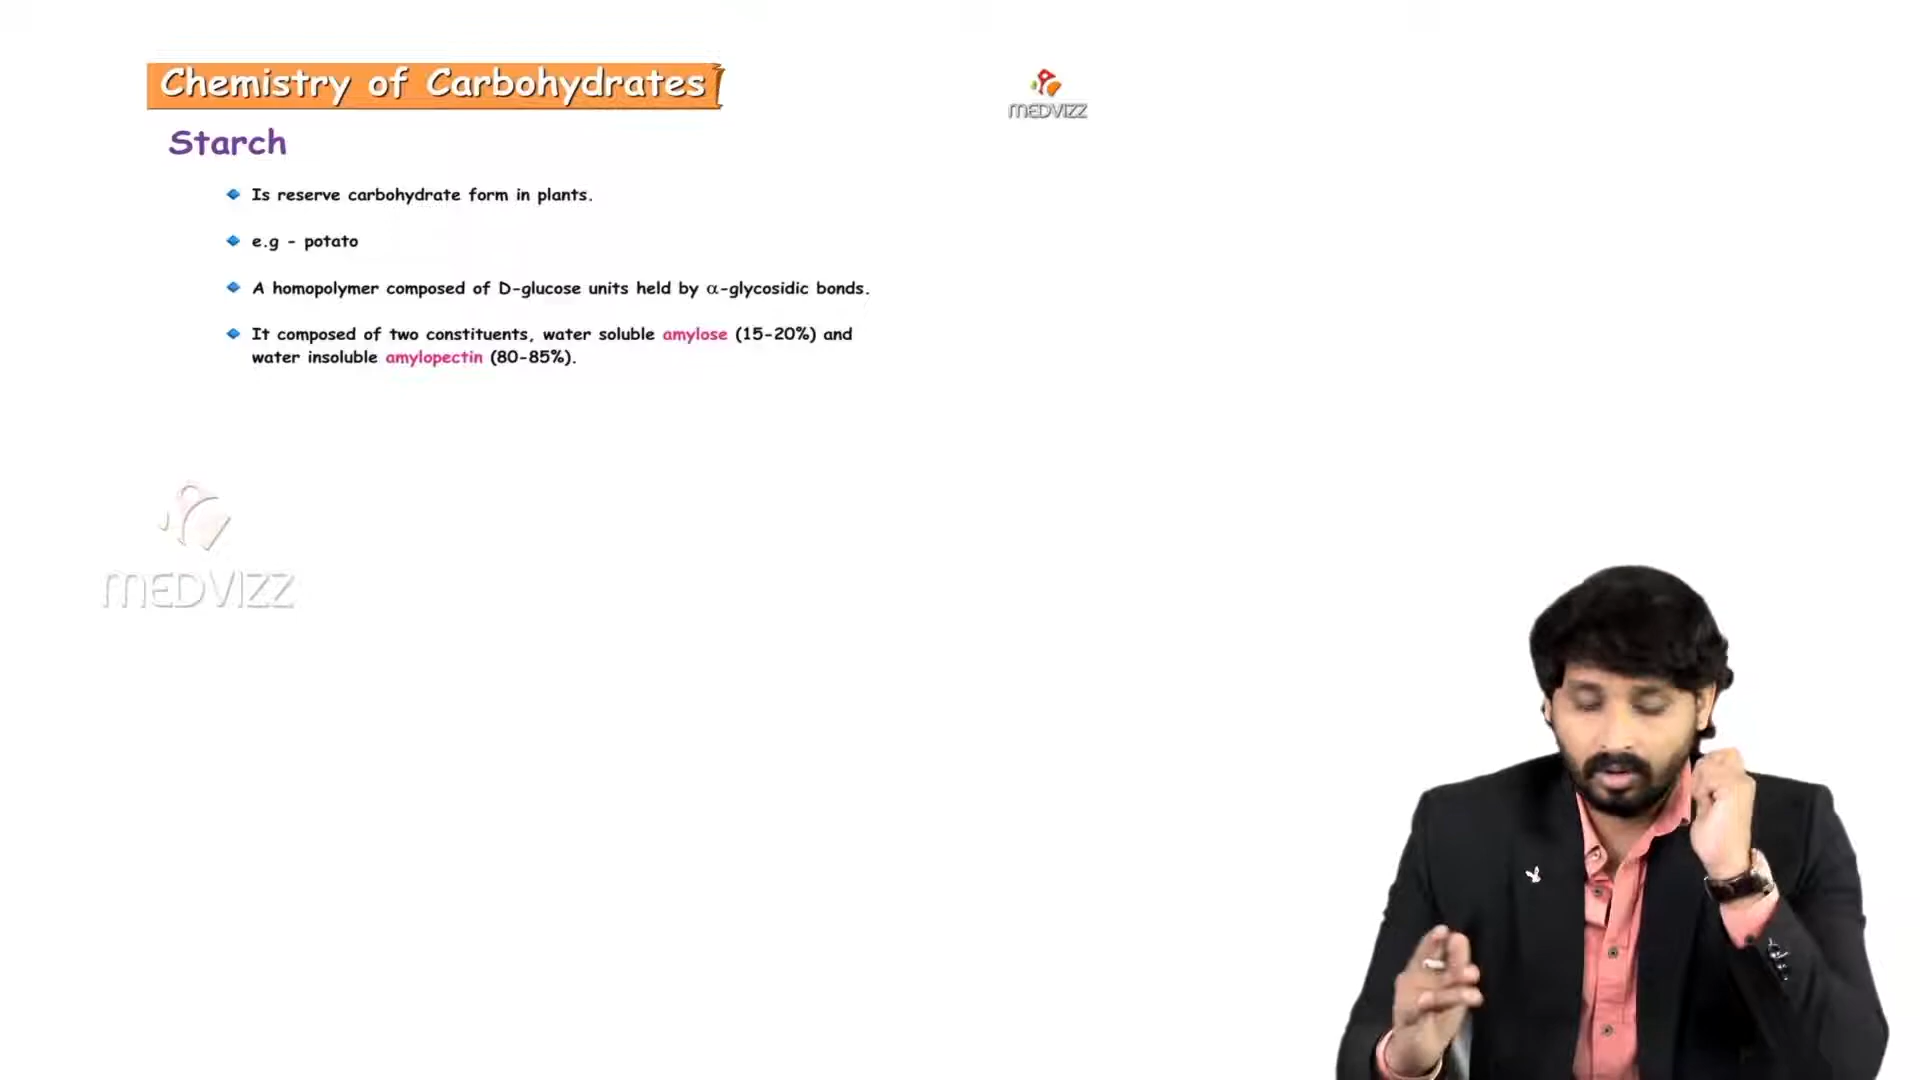 Chemistry of Carbohydrates
MEDVIZZ
Starch
Is reserve carbohydrate form in plants.
e.g - potato
A homopolymer composed of D-glucose units held by α-glycosidic bonds.
It composed of two constituents, water soluble amylose (15-20%) and
water insoluble amylopectin (80-85%).
MEDVIZZ